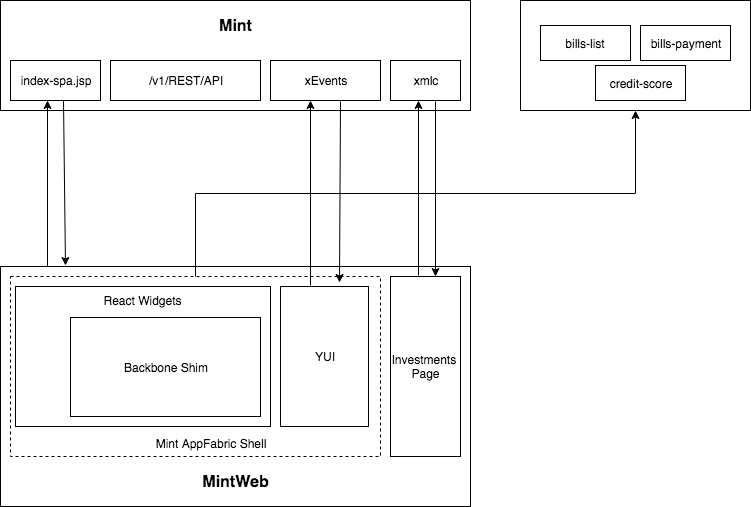 Mint
index-spa.jsp
/v1/REST/API
xEvents
xmlc
bills-list
bills-payment
credit-score
React Widgets
Backbone Shim
YUI
Investments
Page
Mint AppFabric Shell
MintWeb